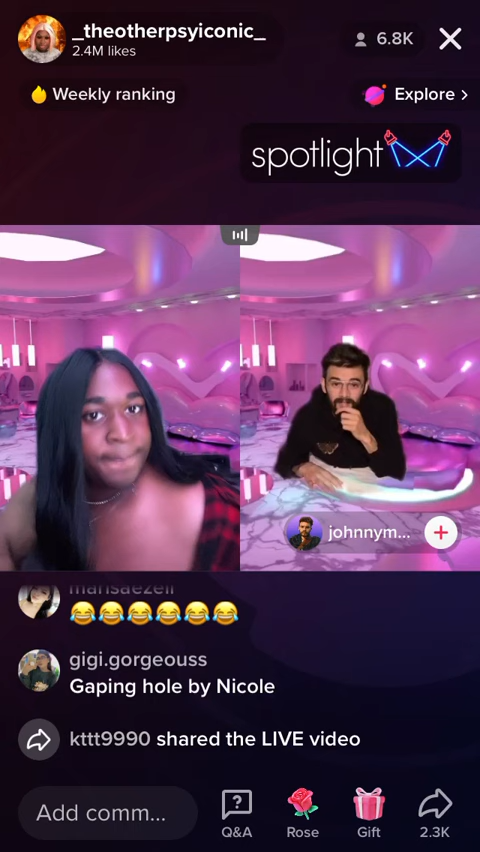 _theotherpsyiconic_
2.4M likes
6.8K
Weekly ranking
Explore >
spotlight
johnnym...
marisaezell
😂😂😂😂😂😂
gigi.gorgeouss
Gaping hole by Nicole
kttt9990 shared the LIVE video
Add comm...
Q&A
Rose
Gift
2.3K